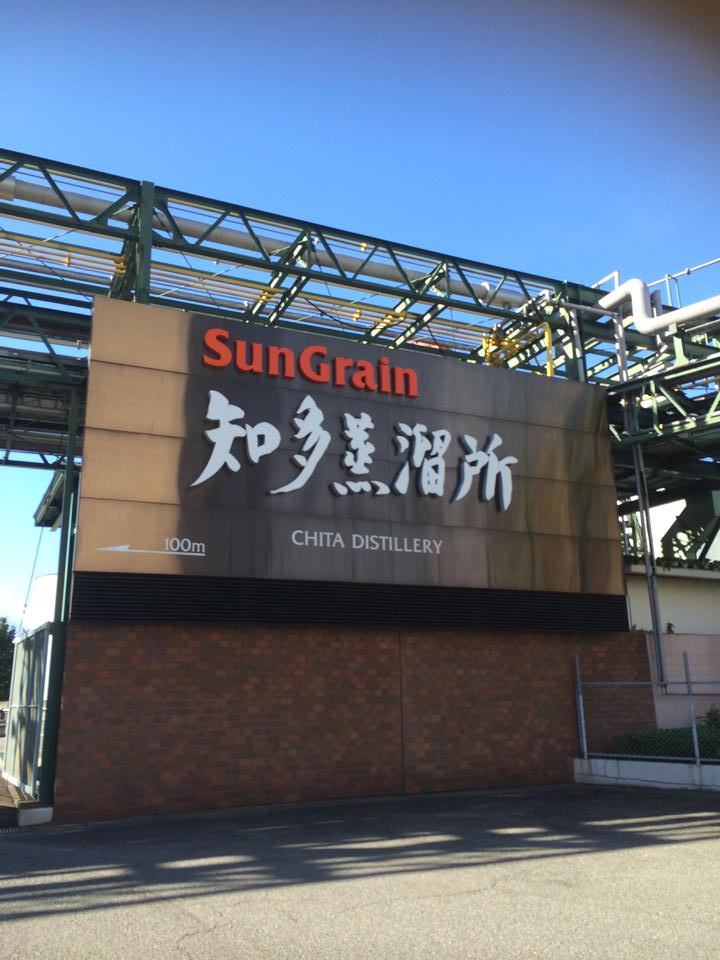 SunGrain
知多蒸溜所
CHITA DISTILLERY
100m